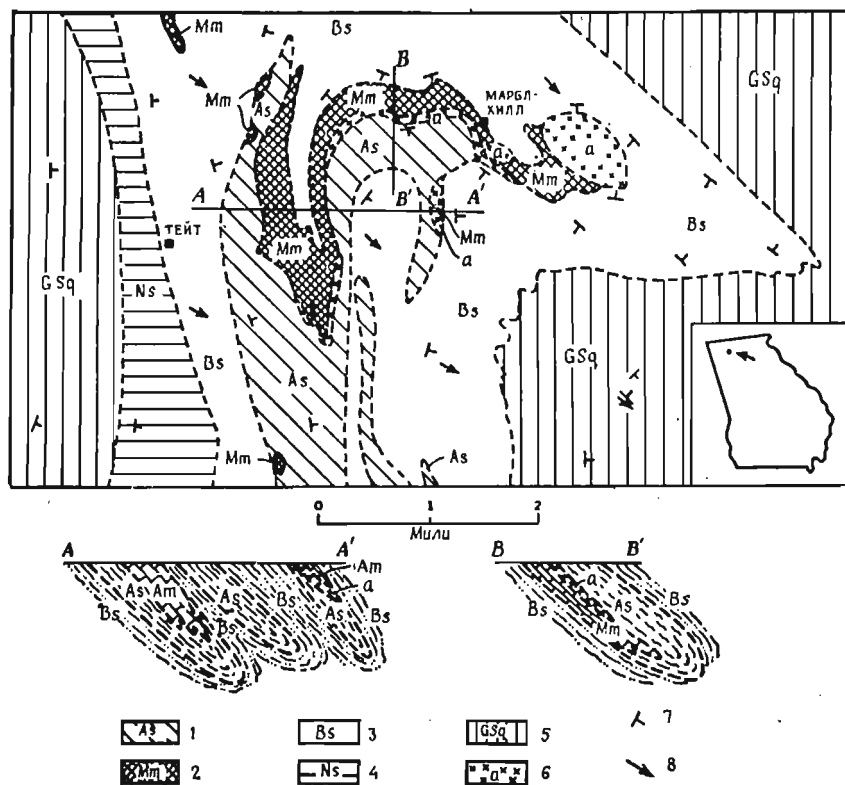 Mm
Bs
B
Mm
Mm
As
Mm
МАРБЛ-
ХИЛЛ
GSq
a
As
a
a
Mm
A
B'
A
Bs
Mm
a
ТЕЙТ
Mm
GSq
Ns
Bs
Bs
GSq
As
Mm
As
0 1 2
Мили
A A' B B'
Am
a
As Am As Bs As Bs
Bs Bs
a As Bs
Bs Mm
As 1 Bs 3 GSq 5 7
Mm 2 Ns 4 a 6 8